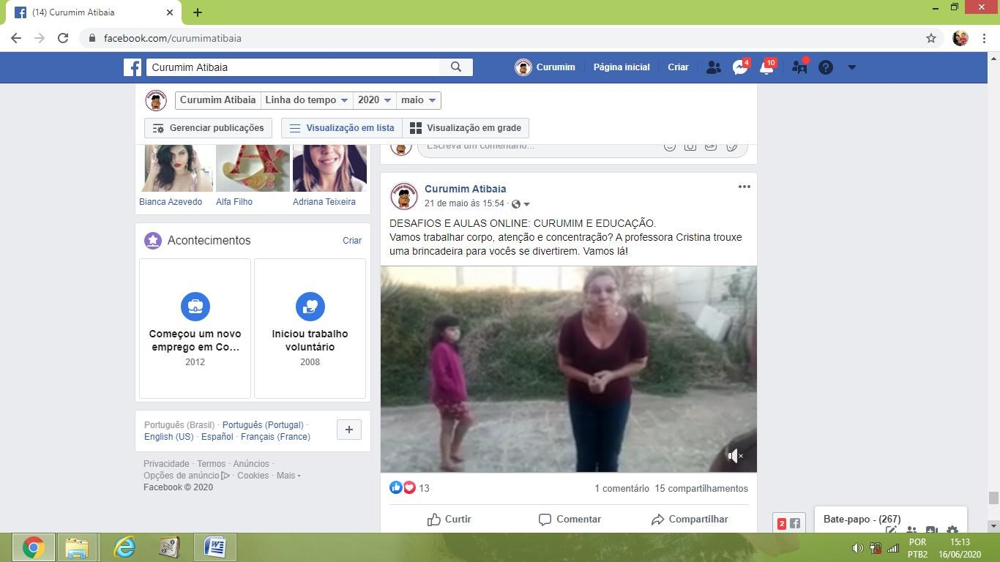 (14) Curumim Atibaia
facebook.com/curumimatibaia
Curumim Atibaia
Curumim
Página inicial
Criar
4
10
Curumim Atibaia
Linha do tempo
2020
maio
Gerenciar publicações
Visualização em lista
Visualização em grade
Bianca Azevedo
Alfa Filho
Adriana Teixeira
Acontecimentos
Criar
Começou um novo
emprego em Co...
2012
Iniciou trabalho
voluntário
2008
Português (Brasil) · Português (Portugal) ·
English (US) · Español · Français (France)
Privacidade · Termos · Anúncios ·
Opções de anúncio · Cookies · Mais
Facebook © 2020
Escreva um comentário...
GIF
Curumim Atibaia
21 de maio às 15:54 ·
DESAFIOS E AULAS ONLINE: CURUMIM E EDUCAÇÃO.
Vamos trabalhar corpo, atenção e concentração? A professora Cristina trouxe
uma brincadeira para vocês se divertirem. Vamos lá!
13
1 comentário 15 compartilhamentos
Curtir
Comentar
Compartilhar
2
Bate-papo - (267)
POR
PTB2
15:13
16/06/2020